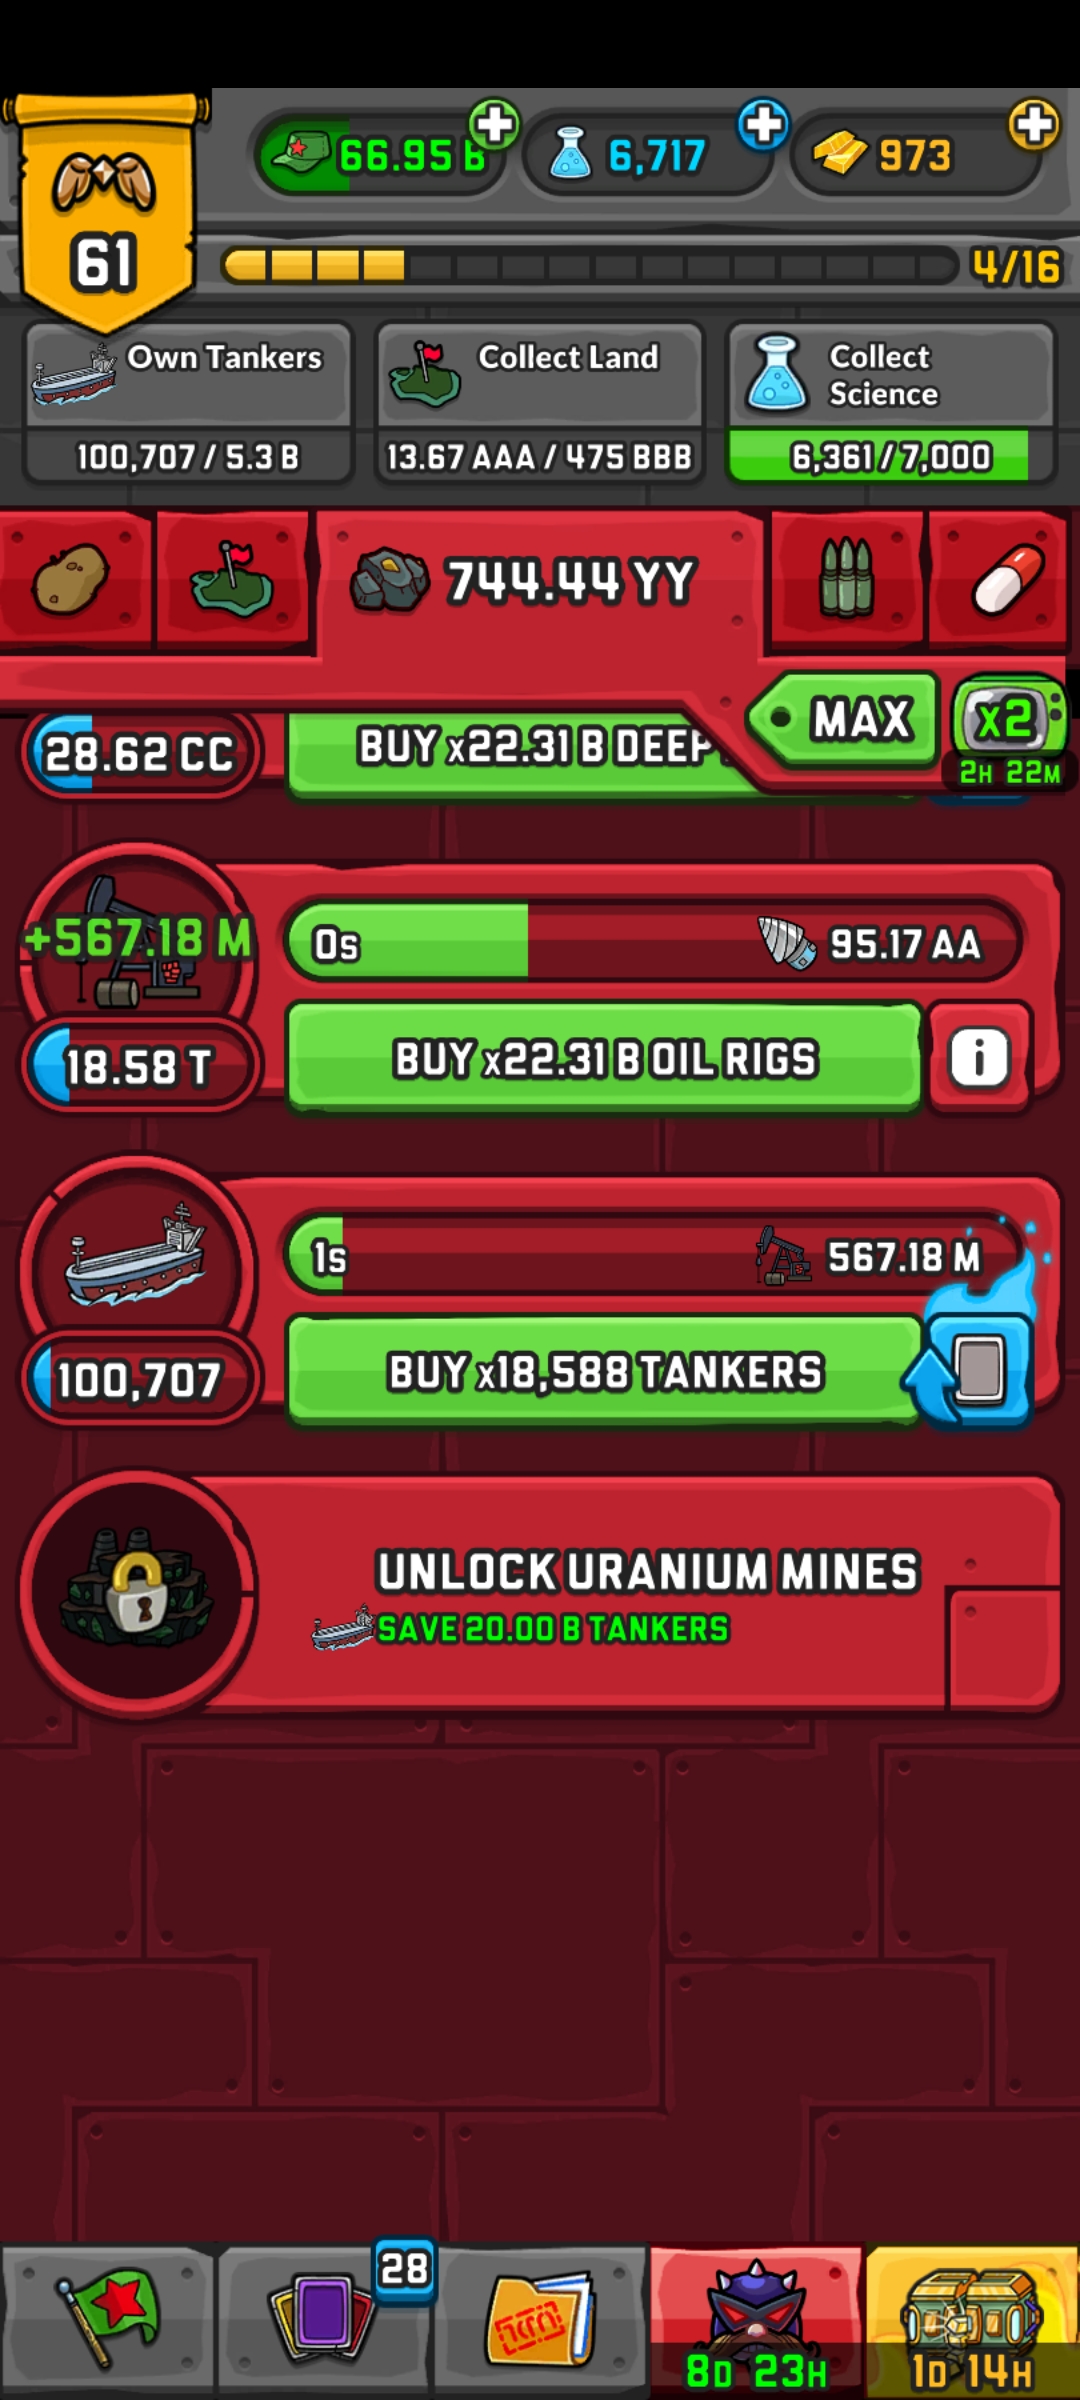 66.95 B
6,717
973
61
4/16
Own Tankers
100,707 / 5.3 B
Collect Land
13.67 AAA / 475 BBB
Collect
Science
6,361 / 7,000
744.44 YY
MAX
x2
2H 22M
28.62 CC
BUY x22.31 B DEEP
+567.18 M
0s
95.17 AA
18.58 T
BUY x22.31 B OIL RIGS
i
1s
567.18 M
100,707
BUY x18,588 TANKERS
UNLOCK URANIUM MINES
SAVE 20.00 B TANKERS
28
8D 23H
1D 14H